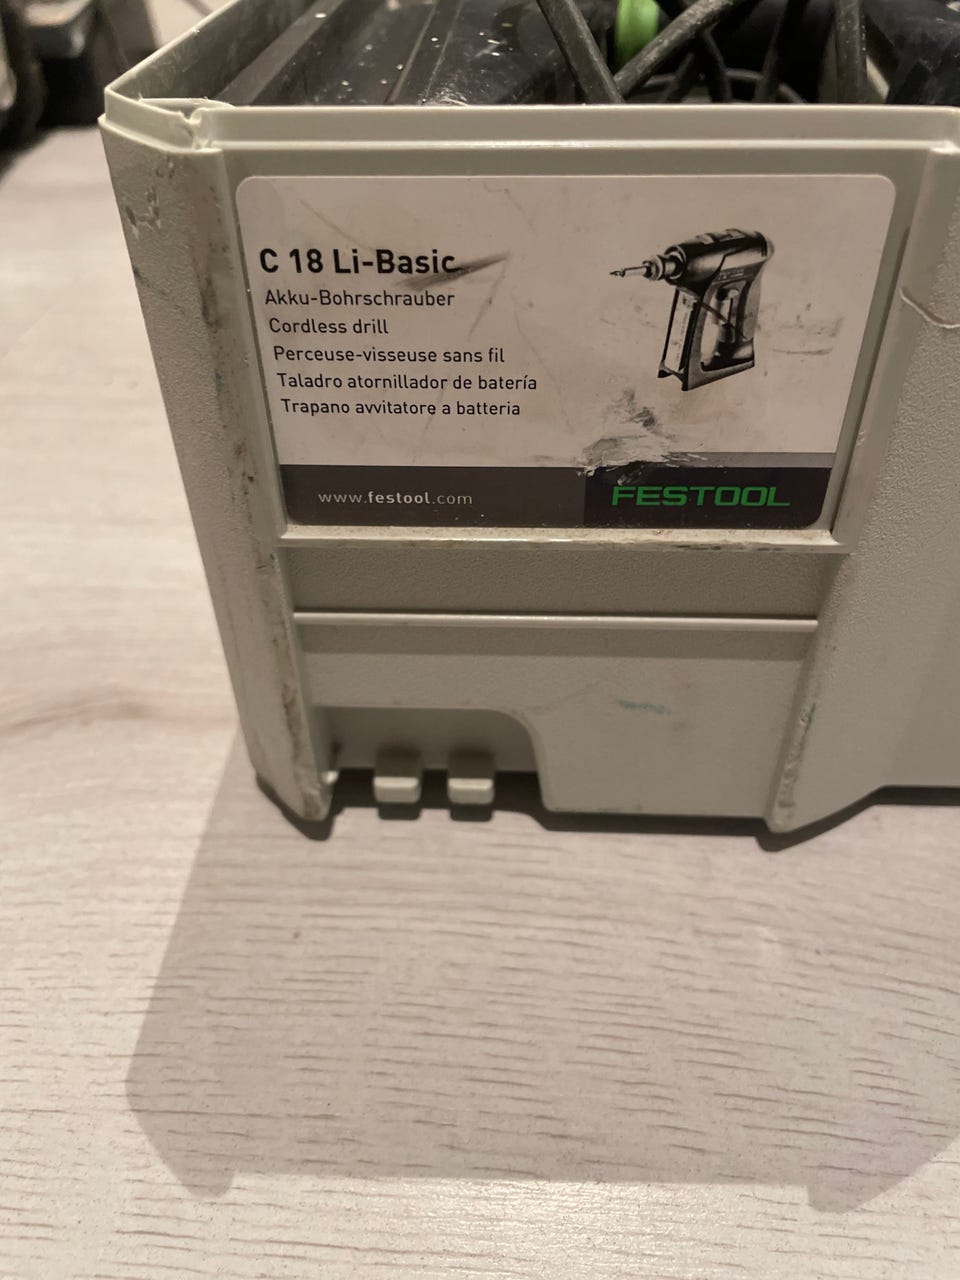 C 18 Li-Basic
Akku-Bohrschrauber
Cordless drill
Perceuse-visseuse sans fil
Taladro atornillador de batería
Trapano avvitatore a batteria
www.festool.com
FESTOOL